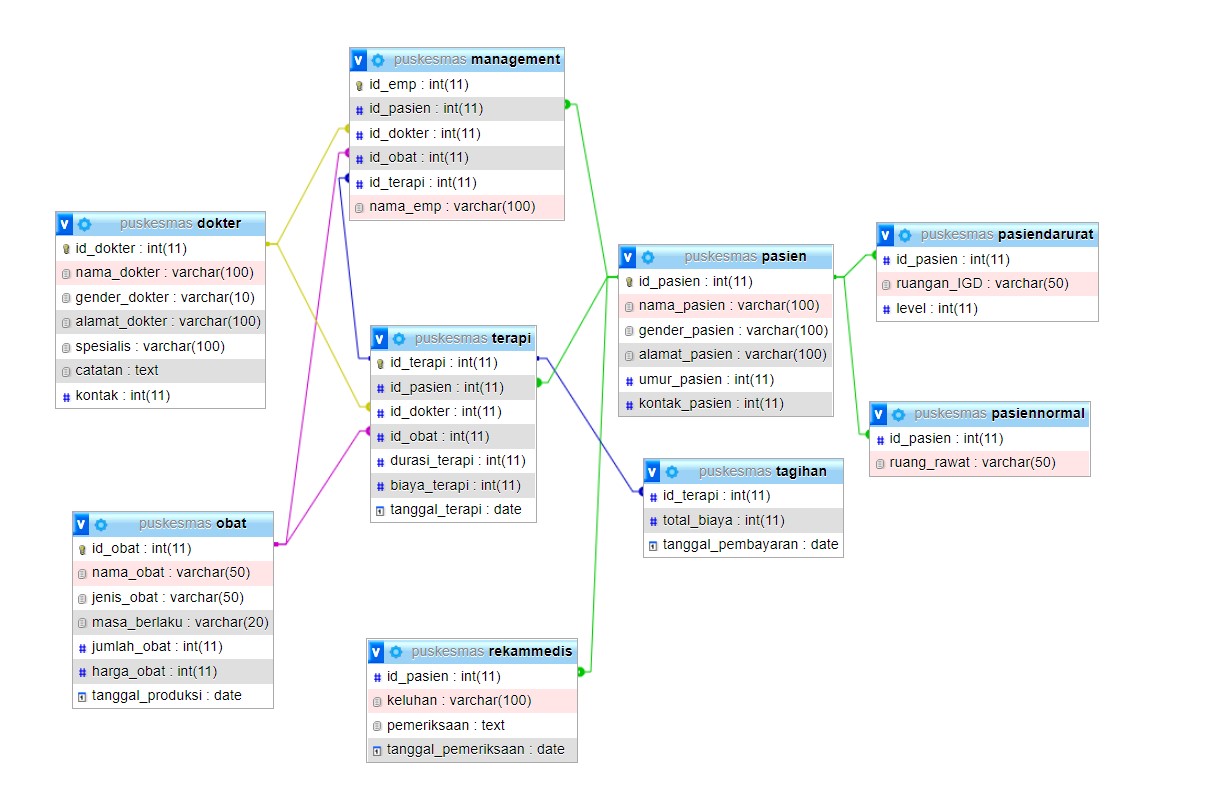 puskesmas management
id_emp : int(11)
id_pasien : int(11)
id_dokter : int(11)
id_obat : int(11)
id_terapi : int(11)
nama_emp : varchar(100)
puskesmas dokter
id_dokter : int(11)
nama_dokter : varchar(100)
gender_dokter : varchar(10)
alamat_dokter : varchar(100)
spesialis : varchar(100)
catatan : text
kontak : int(11)
puskesmas pasien
id_pasien : int(11)
nama_pasien : varchar(100)
gender_pasien : varchar(100)
alamat_pasien : varchar(100)
umur_pasien : int(11)
kontak_pasien : int(11)
puskesmas pasiendarurat
id_pasien : int(11)
ruangan_IGD : varchar(50)
level : int(11)
puskesmas terapi
id_terapi : int(11)
id_pasien : int(11)
id_dokter : int(11)
id_obat : int(11)
durasi_terapi : int(11)
biaya_terapi : int(11)
tanggal_terapi : date
puskesmas pasiennormal
id_pasien : int(11)
ruang_rawat : varchar(50)
puskesmas tagihan
id_terapi : int(11)
total_biaya : int(11)
tanggal_pembayaran : date
puskesmas obat
id_obat : int(11)
nama_obat : varchar(50)
jenis_obat : varchar(50)
masa_berlaku : varchar(20)
jumlah_obat : int(11)
harga_obat : int(11)
tanggal_produksi : date
puskesmas rekammedis
id_pasien : int(11)
keluhan : varchar(100)
pemeriksaan : text
tanggal_pemeriksaan : date